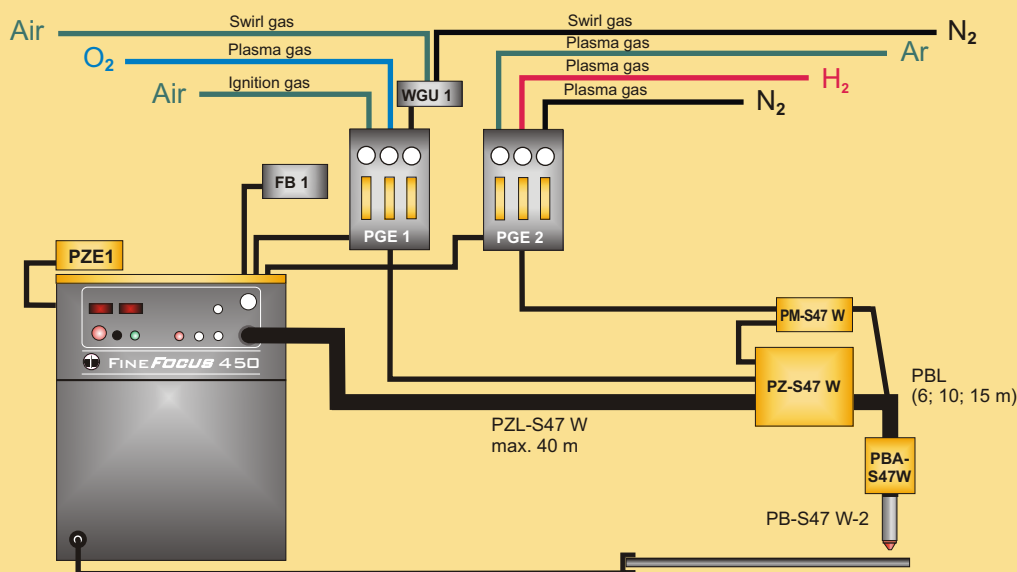 Air
Swirl gas
Swirl gas
N₂
O₂
Plasma gas
Plasma gas
Ar
Air
Ignition gas
WGU 1
Plasma gas
H₂
Plasma gas
N₂
FB 1
PGE 1
PGE 2
PZE1
PM-S47 W
FINEFOCUS 450
PZ-S47 W
PBL
(6; 10; 15 m)
PZL-S47 W
max. 40 m
PBA-
S47W
PB-S47 W-2